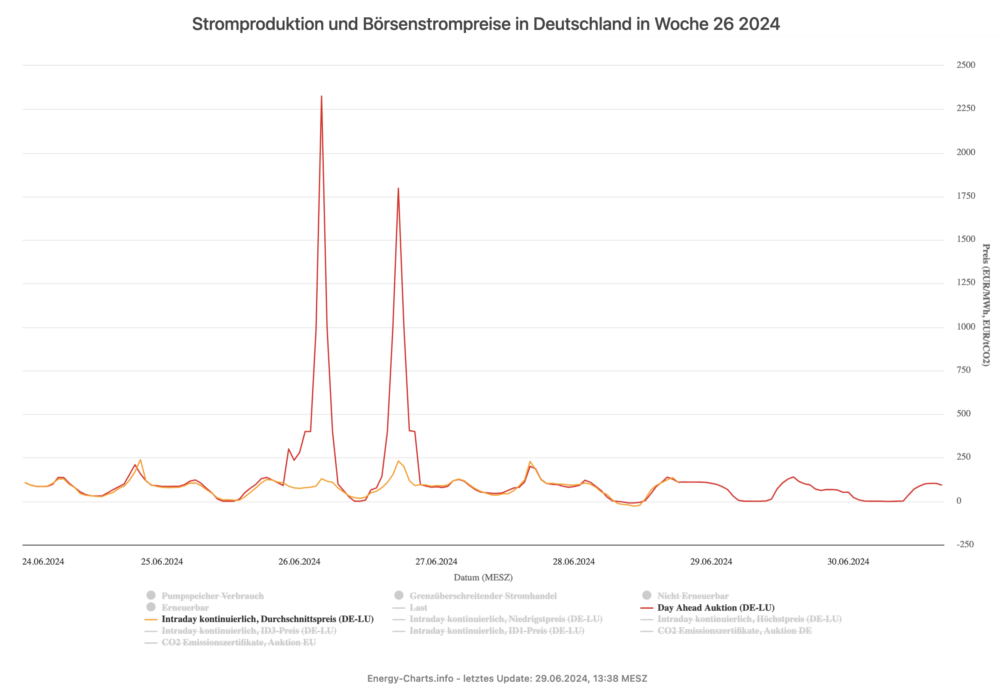 Stromproduktion und Börsenstrompreise in Deutschland in Woche 26 2024
2500
2250
2000
1750
1500
1250
1000
750
500
250
0
-250
Preis (EUR/MWh, EUR/tCO2)
24.06.2024 25.06.2024 26.06.2024 27.06.2024 28.06.2024 29.06.2024 30.06.2024
Datum (MESZ)
Pumpspeicher Verbrauch Grenzüberschreitender Stromhandel Nicht Erneuerbar
Erneuerbar Last Day Ahead Auktion (DE-LU)
Intraday kontinuierlich, Durchschnittspreis (DE-LU) Intraday kontinuierlich, Niedrigstpreis (DE-LU) Intraday kontinuierlich, Höchstpreis (DE-LU)
Intraday kontinuierlich, ID3-Preis (DE-LU) Intraday kontinuierlich, ID1-Preis (DE-LU) CO2 Emissionszertifikate, Auktion DE
CO2 Emissionszertifikate, Auktion EU
Energy-Charts.info - letztes Update: 29.06.2024, 13:38 MESZ